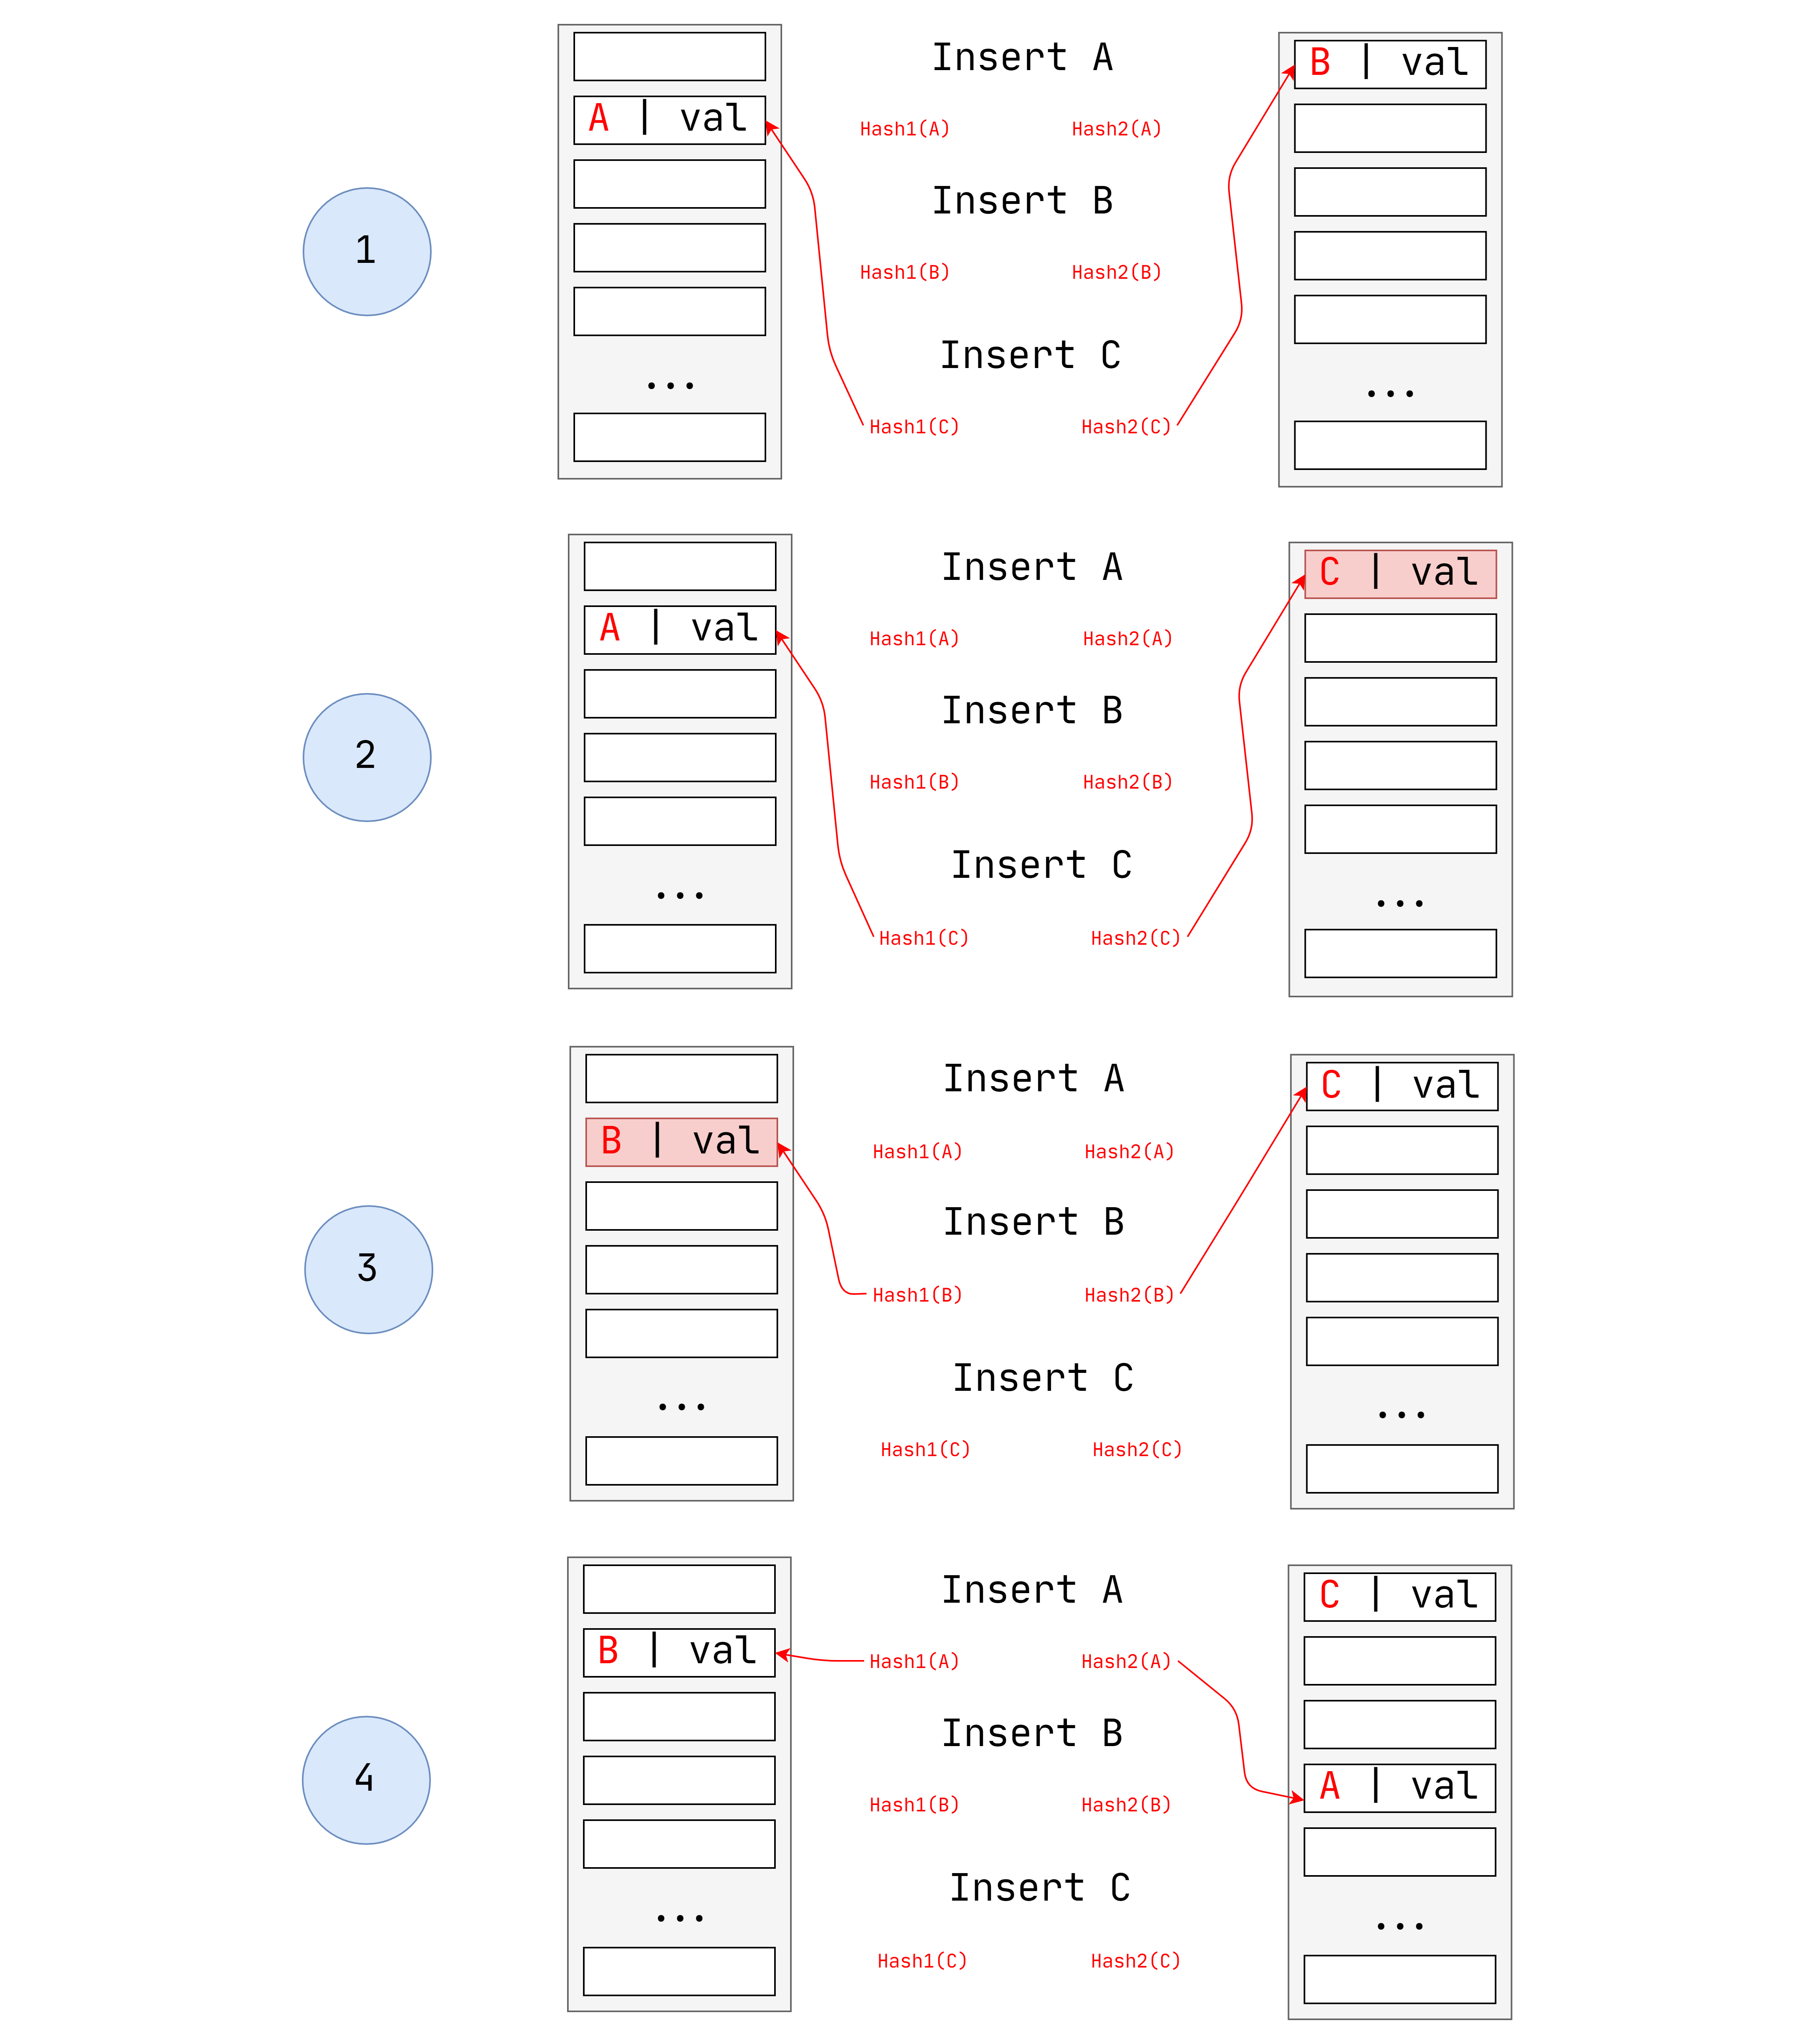 Insert A
B | val
A | val
Hash1(A) Hash2(A)
Insert B
1
Hash1(B) Hash2(B)
Insert C
...
...
Hash1(C) Hash2(C)
Insert A
C | val
A | val
Hash1(A) Hash2(A)
Insert B
2
Hash1(B) Hash2(B)
Insert C
...
...
Hash1(C) Hash2(C)
Insert A
C | val
B | val
Hash1(A) Hash2(A)
Insert B
3
Hash1(B) Hash2(B)
Insert C
...
...
Hash1(C) Hash2(C)
Insert A
C | val
B | val
Hash1(A) Hash2(A)
Insert B
4
A | val
Hash1(B) Hash2(B)
Insert C
...
...
Hash1(C) Hash2(C)